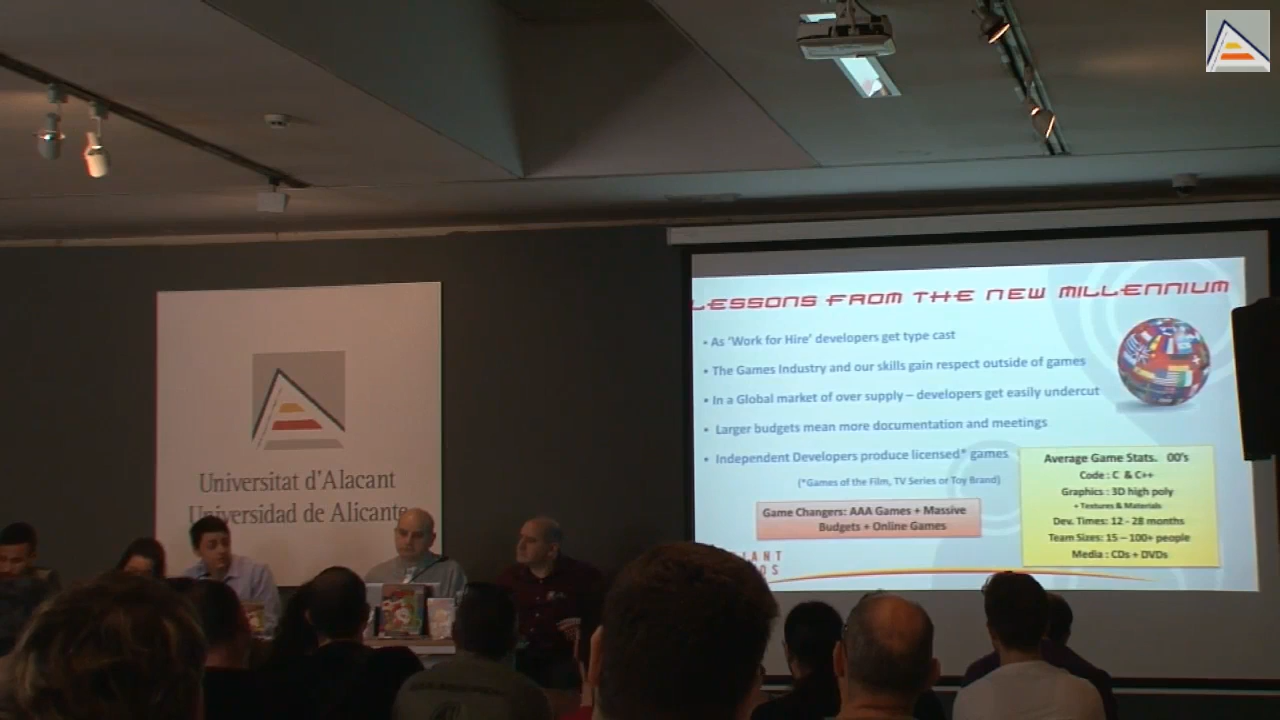 LESSONS FROM THE NEW MILLENNIUM
• As 'Work for Hire' developers get type cast
• The Games Industry and our skills gain respect outside of games
• In a Global market of over supply – developers get easily undercut
• Larger budgets mean more documentation and meetings
• Independent Developers produce licensed* games
(*Games of the Film, TV Series or Toy Brand)
Game Changers: AAA Games + Massive
Budgets + Online Games
Average Game Stats. 00's
Code : C & C++
Graphics : 3D high poly
+ Textures & Materials
Dev. Times: 12 - 28 months
Team Sizes: 15 – 100+ people
Media : CDs + DVDs
Universitat d'Alacant
Universidad de Alicante